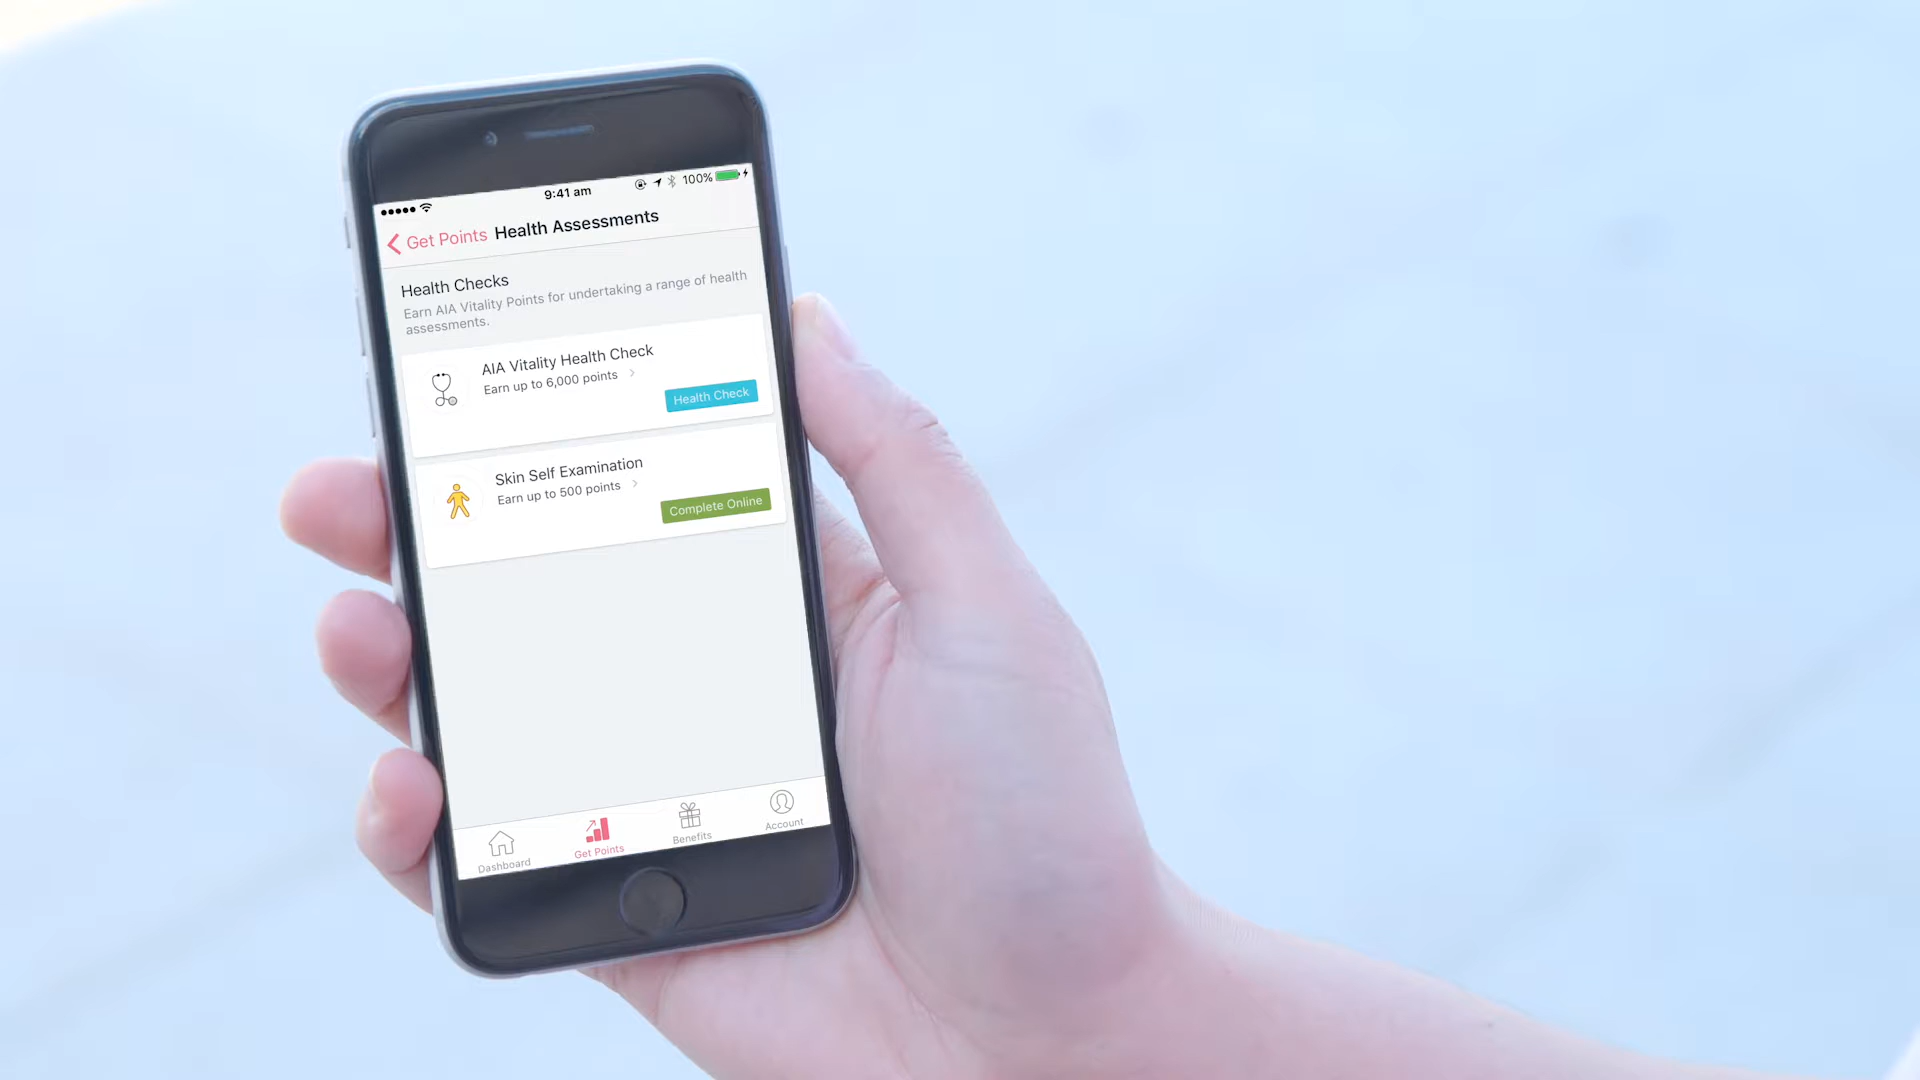 9:41 am
100%
Get Points Health Assessments
Health Checks
Earn AIA Vitality Points for undertaking a range of health
assessments.
AIA Vitality Health Check
Earn up to 6,000 points
Health Check
Skin Self Examination
Earn up to 500 points
Complete Online
Dashboard
Get Points
Benefits
Account